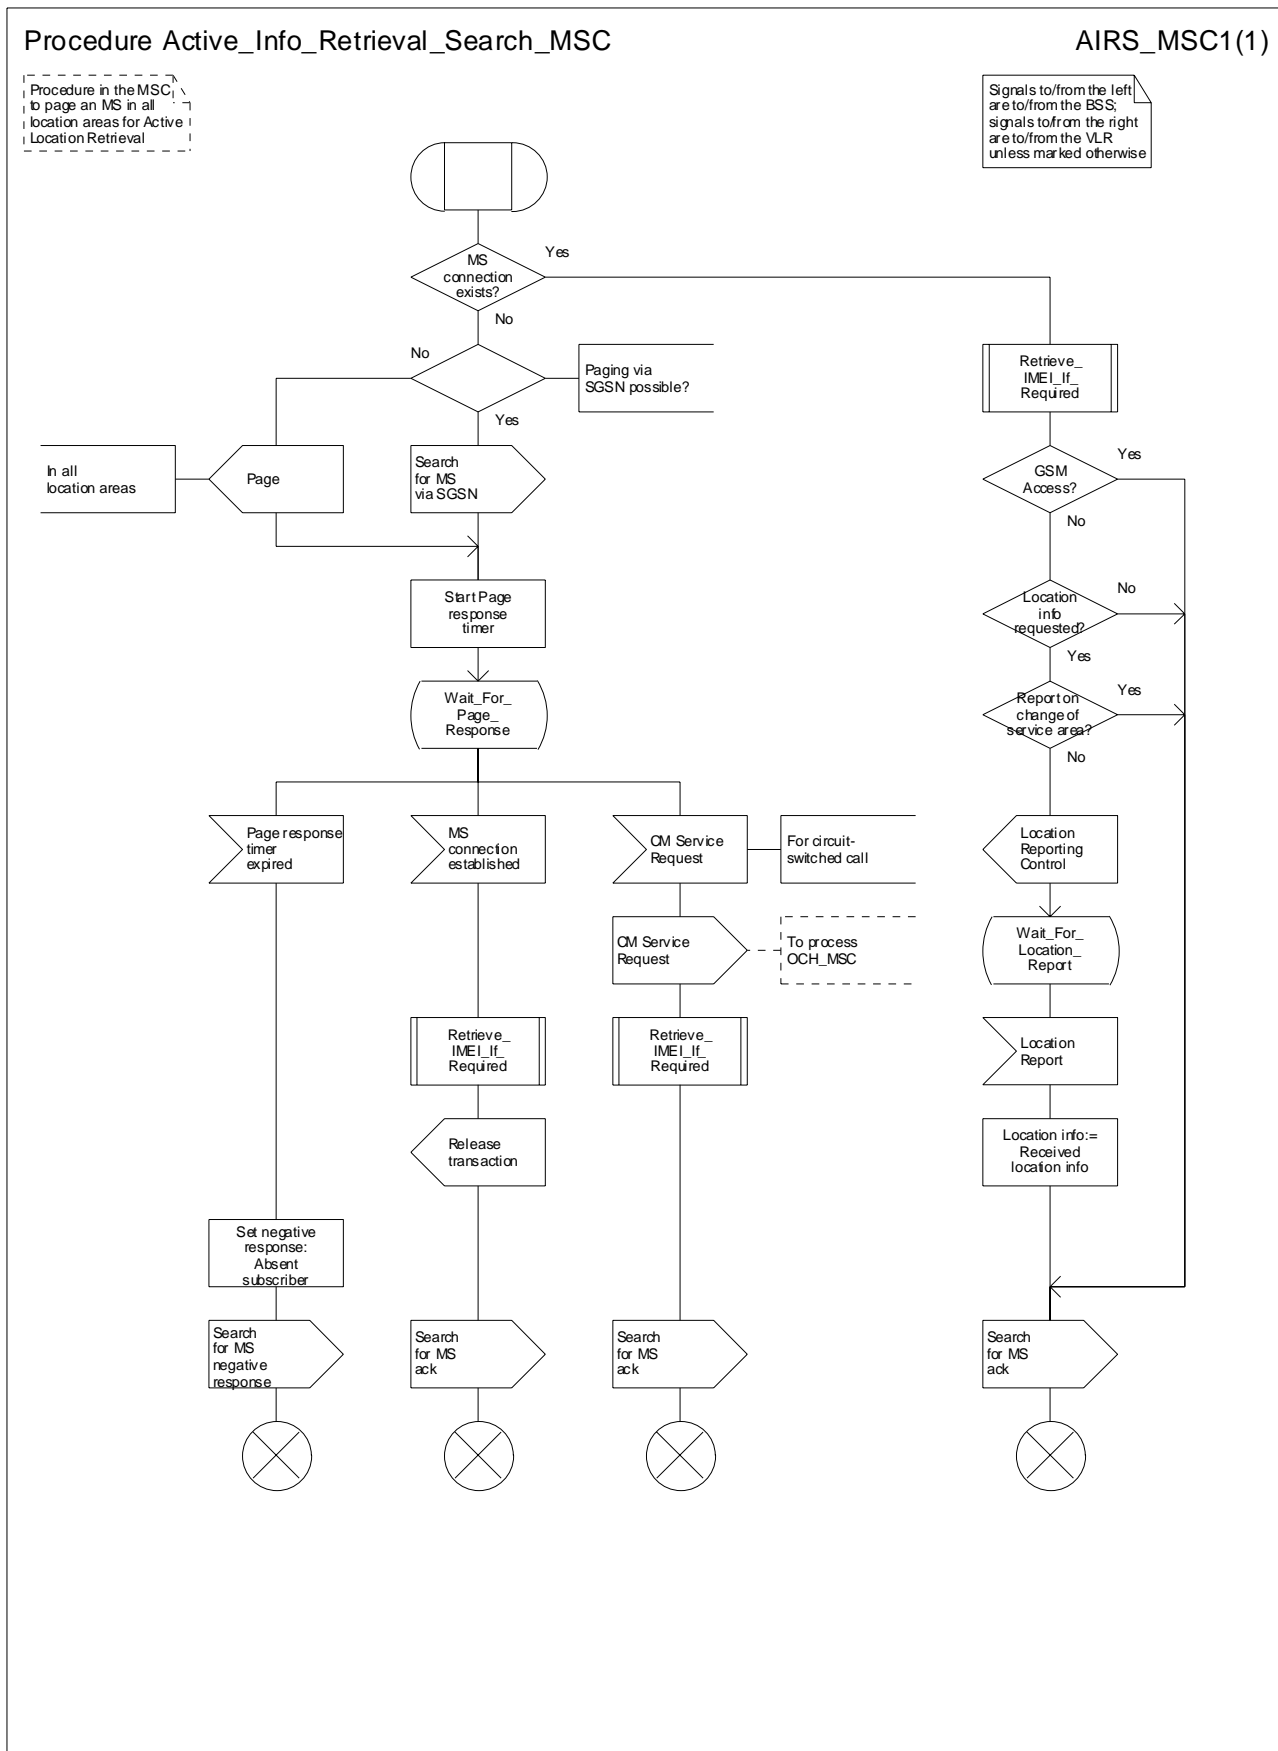 Procedure Active_Info_Retrieval_Search_MSC
AIRS_MSC1(1)
Procedure in the MSC
to page an MS in all
location areas for Active
Location Retrieval
Signals to/from the left
are to/from the BSS;
signals to/from the right
are to/from the VLR
unless marked otherwise
MS
connection
exists?
Yes
No
No
Paging via
SGSN possible?
Yes
Retrieve_
IMEI_If_
Required
In all
location areas
Page
Search
for MS
via SGSN
GSM
Access?
Yes
No
Start Page
response
timer
Location
info
requested?
No
Yes
Wait_For_
Page_
Response
Report on
change of
service area?
Yes
No
Page response
timer
expired
MS
connection
established
CM Service
Request
For circuit-
switched call
Location
Reporting
Control
CM Service
Request
To process
OCH_MSC
Wait_For_
Location_
Report
Retrieve_
IMEI_If_
Required
Retrieve_
IMEI_If_
Required
Location
Report
Release
transaction
Location info:=
Received
location info
Set negative
response:
Absent
subscriber
Search
for MS
negative
response
Search
for MS
ack
Search
for MS
ack
Search
for MS
ack